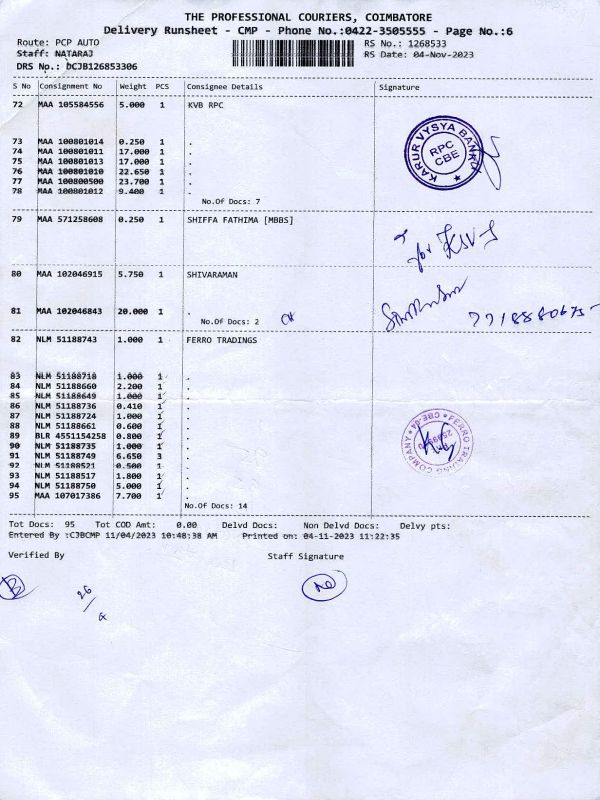 THE PROFESSIONAL COURIERS, COIMBATORE
Delivery Runsheet - CMP - Phone No.:0422-3505555 - Page No.:6
Route: PCP AUTO
RS No.: 1268533
Staff: NATARAJ
RS Date: 04-Nov-2023
DRS No.: DCJB126853306
S No Consignment No Weight PCS Consignee Details Signature
72 MAA 105584556 5.000 1 KVB RPC
KARUR VYSYA BANK
RPC
CBE
73 MAA 100801014 0.250 1 .
74 MAA 100801011 17.000 1 .
75 MAA 100801013 17.000 1 .
76 MAA 100801010 22.650 1 .
77 MAA 100800500 23.700 1 .
78 MAA 100801012 9.400 1 .
No.Of Docs: 7
79 MAA 571258608 0.250 1 SHIFFA FATHIMA [MBBS]
for
80 MAA 102046915 5.750 1 SHIVARAMAN
81 MAA 102046843 20.000 1 .
7718880675
No.Of Docs: 2
82 NLM 51188743 1.000 1 FERRO TRADINGS
83 NLM 51188718 1.000 1 .
84 NLM 51188660 2.200 1 .
85 NLM 51188649 1.000 1 .
86 NLM 51188736 0.410 1 .
87 NLM 51188724 1.000 1 .
88 NLM 51188661 0.600 1 .
89 BLR 4551154258 0.800 1 .
90 NLM 51188735 1.000 1 .
91 NLM 51188749 6.650 3 .
92 NLM 51188521 0.500 1 .
93 NLM 51188517 1.800 1 .
94 NLM 51188750 5.000 1 .
95 MAA 107017386 7.700 1 .
FERRO TRADING COMPANY
No.Of Docs: 14
Tot Docs: 95 Tot COD Amt: 0.00 Delvd Docs: Non Delvd Docs: Delvy pts:
Entered By :CJBCMP 11/04/2023 10:48:38 AM Printed on: 04-11-2023 11:22:35
Verified By Staff Signature
B
26